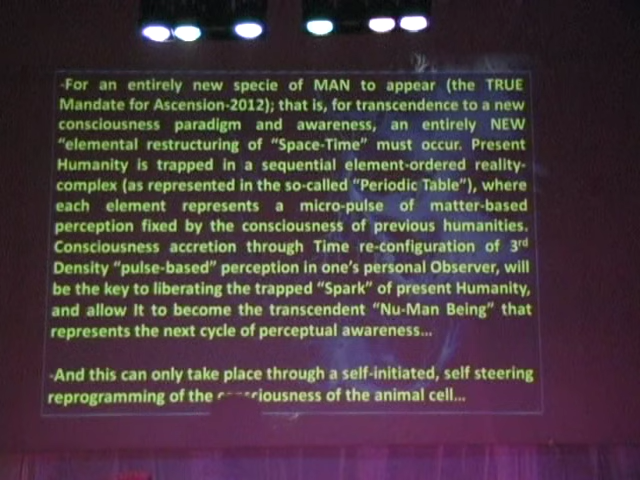 -For an entirely new specie of MAN to appear (the TRUE
Mandate for Ascension-2012); that is, for transcendence to a new
consciousness paradigm and awareness, an entirely NEW
"elemental restructuring of "Space-Time" must occur. Present
Humanity is trapped in a sequential element-ordered reality-
complex (as represented in the so-called "Periodic Table"), where
each element represents a micro-pulse of matter-based
perception fixed by the consciousness of previous humanities.
Consciousness accretion through Time re-configuration of 3rd
Density "pulse-based" perception in one's personal Observer, will
be the key to liberating the trapped "Spark" of present Humanity,
and allow It to become the transcendent "Nu-Man Being" that
represents the next cycle of perceptual awareness...
-And this can only take place through a self-initiated, self steering
reprogramming of the consciousness of the animal cell...